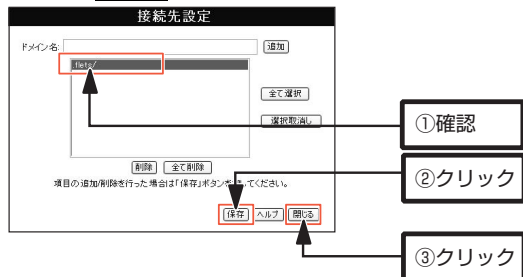 接続先設定
ドメイン名:
追加
.flets/
全て選択
選択取消し
①確認
削除
全て削除
②クリック
項目の追加/削除を行った場合は「保存」ボタンを
してください。
保存
ヘルプ
閉じる
③クリック